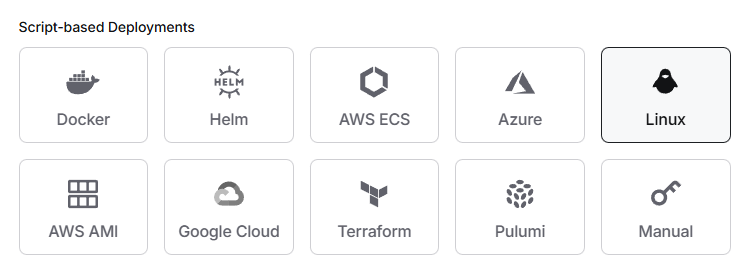 Script-based Deployments
HELM
Docker
Helm
AWS ECS
Azure
Linux
AWS AMI
Google Cloud
Terraform
Pulumi
Manual